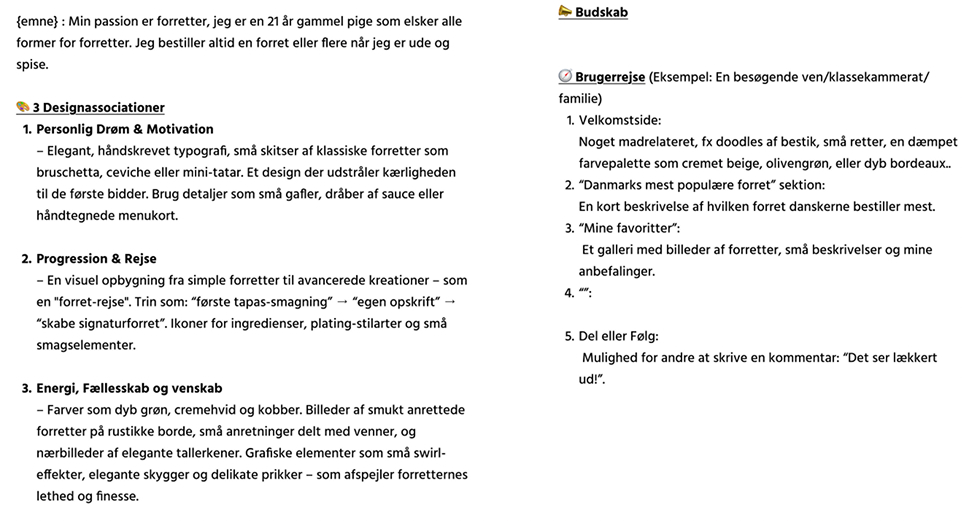 {emne} : Min passion er forretter, jeg er en 21 år gammel pige som elsker alle
former for forretter. Jeg bestiller altid en forret eller flere når jeg er ude og
spise.
🎨 3 Designassociationer
1. Personlig Drøm & Motivation
– Elegant, håndskrevet typografi, små skitser af klassiske forretter som
bruschetta, ceviche eller mini-tatar. Et design der udstråler kærligheden
til de første bidder. Brug detaljer som små gafler, dråber af sauce eller
håndtegnede menukort.
2. Progression & Rejse
– En visuel opbygning fra simple forretter til avancerede kreationer – som
en "forret-rejse". Trin som: “første tapas-smagning” → “egen opskrift” →
“skabe signaturforret”. Ikoner for ingredienser, plating-stilarter og små
smagselementer.
3. Energi, Fællesskab og venskab
– Farver som dyb grøn, cremehvid og kobber. Billeder af smukt anrettede
forretter på rustikke borde, små anretninger delt med venner, og
nærbilleder af elegante tallerkener. Grafiske elementer som små swirl-
effekter, elegante skygger og delikate prikker – som afspejler forretternes
lethed og finesse.
📣 Budskab
🧭 Brugerrejse (Eksempel: En besøgende ven/klassekammerat/
familie)
1. Velkomstside:
Noget madrelateret, fx doodles af bestik, små retter, en dæmpet
farvepalette som cremet beige, olivengrøn, eller dyb bordeaux..
2. “Danmarks mest populære forret” sektion:
En kort beskrivelse af hvilken forret danskerne bestiller mest.
3. “Mine favoritter”:
Et galleri med billeder af forretter, små beskrivelser og mine
anbefalinger.
4. “”:
5. Del eller Følg:
Mulighed for andre at skrive en kommentar: “Det ser lækkert
ud!”.